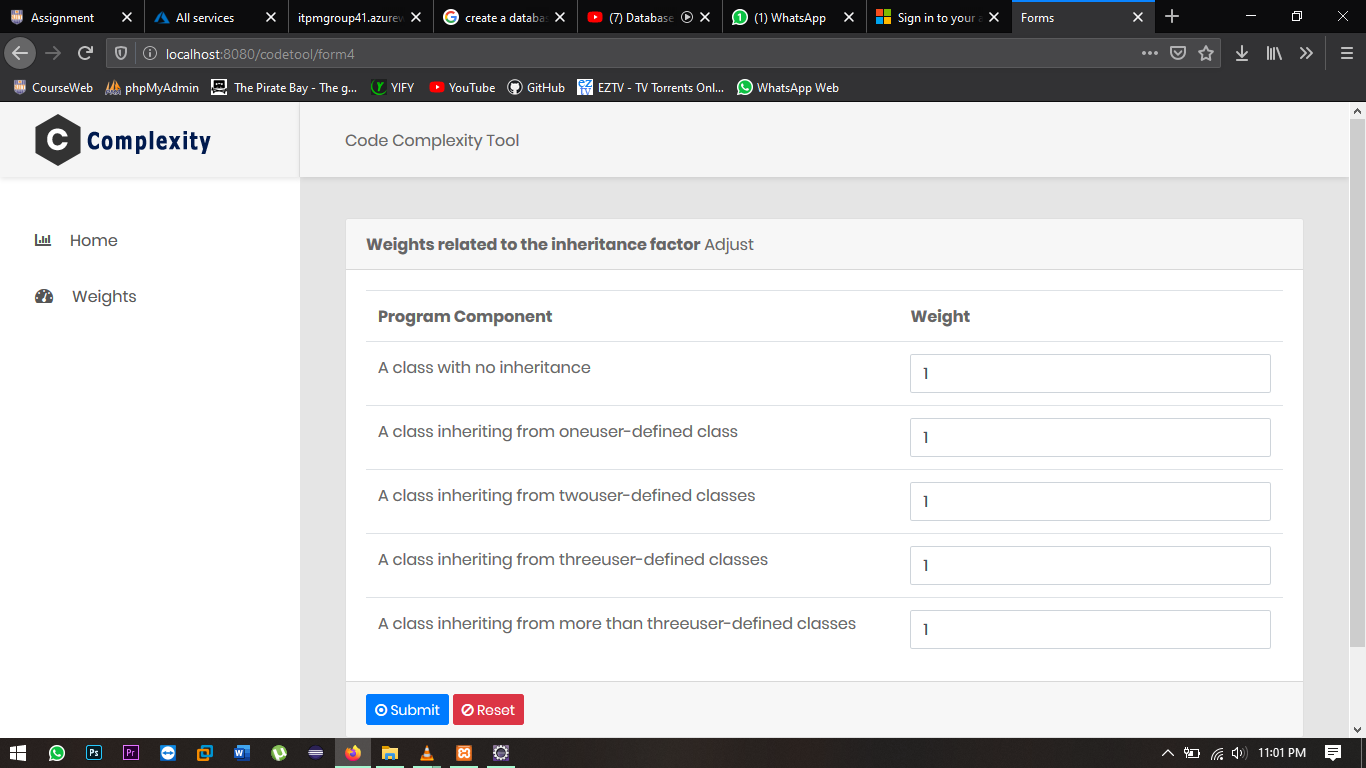 Assignment
All services
itpmgroup41.azurew
create a databas
(7) Database
(1) WhatsApp
Sign in to your a
Forms
localhost:8080/codetool/form4
CourseWeb
phpMyAdmin
The Pirate Bay - The g...
YIFY
YouTube
GitHub
EZTV - TV Torrents Onl...
WhatsApp Web
C Complexity
Code Complexity Tool
Home
Weights
Weights related to the inheritance factor Adjust
Program Component Weight
A class with no inheritance 1
A class inheriting from oneuser-defined class 1
A class inheriting from twouser-defined classes 1
A class inheriting from threeuser-defined classes 1
A class inheriting from more than threeuser-defined classes 1
Submit Reset
11:01 PM